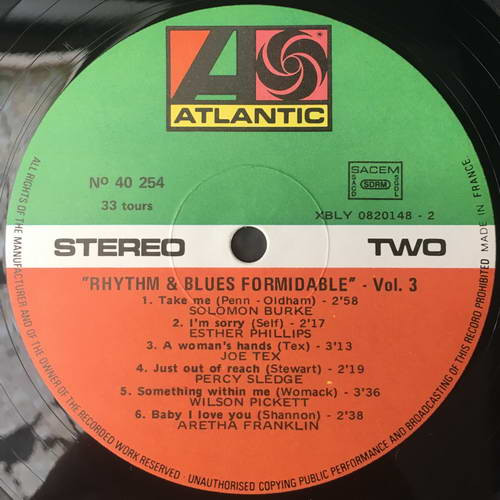 ATLANTIC
Nº 40 254
33 tours
SACEM
SACD SDRM SGDL
XBLY 0820148 - 2
STEREO TWO
"RHYTHM & BLUES FORMIDABLE" - Vol. 3
1. Take me (Penn - Oldham) - 2'58
SOLOMON BURKE
2. I'm sorry (Self) - 2'17
ESTHER PHILLIPS
3. A woman's hands (Tex) - 3'13
JOE TEX
4. Just out of reach (Stewart) - 2'19
PERCY SLEDGE
5. Something within me (Womack) - 3'36
WILSON PICKETT
6. Baby I love you (Shannon) - 2'38
ARETHA FRANKLIN
ALL RIGHTS OF THE MANUFACTURER AND OF THE OWNER OF THE RECORDED WORK RESERVED - UNAUTHORISED COPYING PUBLIC PERFORMANCE AND BROADCASTING OF THIS RECORD PROHIBITED MADE IN FRANCE.